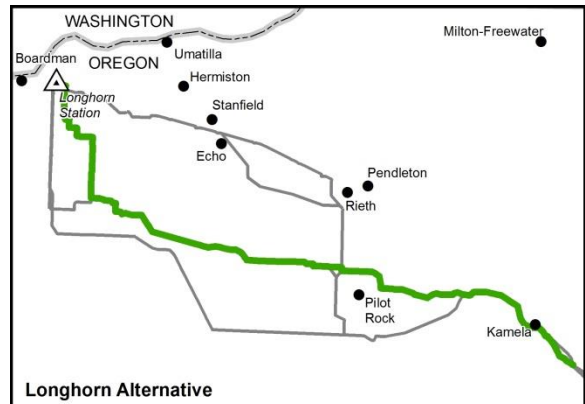 WASHINGTON
Milton-Freewater
Boardman
OREGON
Umatilla
Hermiston
Longhorn
Station
Stanfield
Echo
Pendleton
Rieth
Pilot
Rock
Kamela
Longhorn Alternative